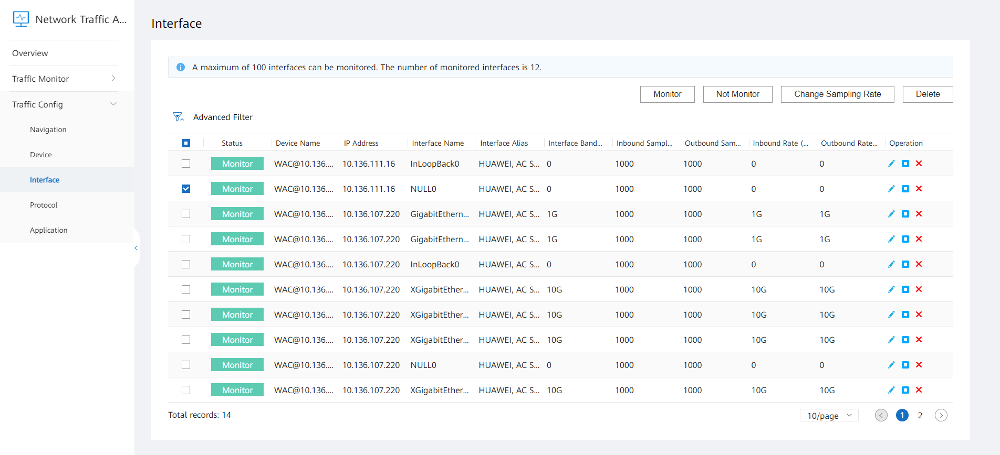 Network Traffic A...
Overview
Traffic Monitor
Traffic Config
Navigation
Device
Interface
Protocol
Application
Interface
A maximum of 100 interfaces can be monitored. The number of monitored interfaces is 12.
Monitor Not Monitor Change Sampling Rate Delete
Advanced Filter
Status Device Name IP Address Interface Name Interface Alias Interface Band... Inbound Sampl... Outbound Sam... Inbound Rate (... Outbound Rate... Operation
Monitor WAC@10.136.... 10.136.111.16 InLoopBack0 HUAWEI, AC S... 0 1000 1000 0 0
Monitor WAC@10.136.... 10.136.111.16 NULL0 HUAWEI, AC S... 0 1000 1000 0 0
Monitor WAC@10.136.... 10.136.107.220 GigabitEthern... HUAWEI, AC S... 1G 1000 1000 1G 1G
Monitor WAC@10.136.... 10.136.107.220 GigabitEthern... HUAWEI, AC S... 1G 1000 1000 1G 1G
Monitor WAC@10.136.... 10.136.107.220 InLoopBack0 HUAWEI, AC S... 0 1000 1000 0 0
Monitor WAC@10.136.... 10.136.107.220 XGigabitEther... HUAWEI, AC S... 10G 1000 1000 10G 10G
Monitor WAC@10.136.... 10.136.107.220 XGigabitEther... HUAWEI, AC S... 10G 1000 1000 10G 10G
Monitor WAC@10.136.... 10.136.107.220 XGigabitEther... HUAWEI, AC S... 10G 1000 1000 10G 10G
Monitor WAC@10.136.... 10.136.107.220 NULL0 HUAWEI, AC S... 0 1000 1000 0 0
Monitor WAC@10.136.... 10.136.107.220 XGigabitEther... HUAWEI, AC S... 10G 1000 1000 10G 10G
Total records: 14
10/page 1 2